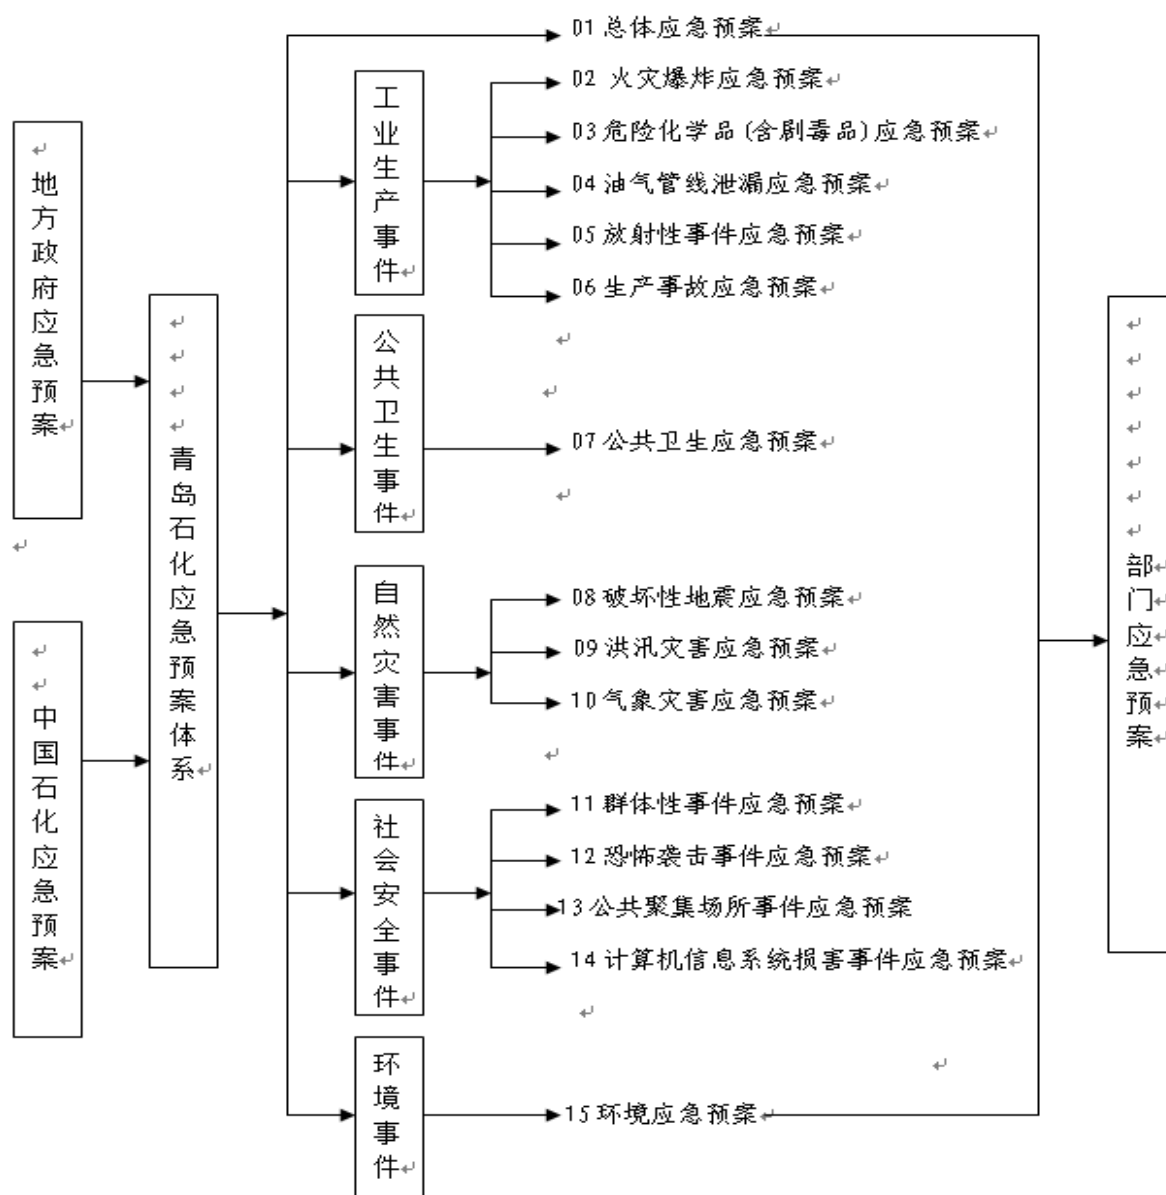 地方政府应急预案
中国石化应急预案
青岛石化应急预案体系
01 总体应急预案
工业生产事件
02 火灾爆炸应急预案
03 危险化学品(含剧毒品)应急预案
04 油气管线泄漏应急预案
05 放射性事件应急预案
06 生产事故应急预案
公共卫生事件
07 公共卫生应急预案
自然灾害事件
08 破坏性地震应急预案
09 洪汛灾害应急预案
10 气象灾害应急预案
社会安全事件
11 群体性事件应急预案
12 恐怖袭击事件应急预案
13 公共聚集场所事件应急预案
14 计算机信息系统损害事件应急预案
环境事件
15 环境应急预案
部门应急预案